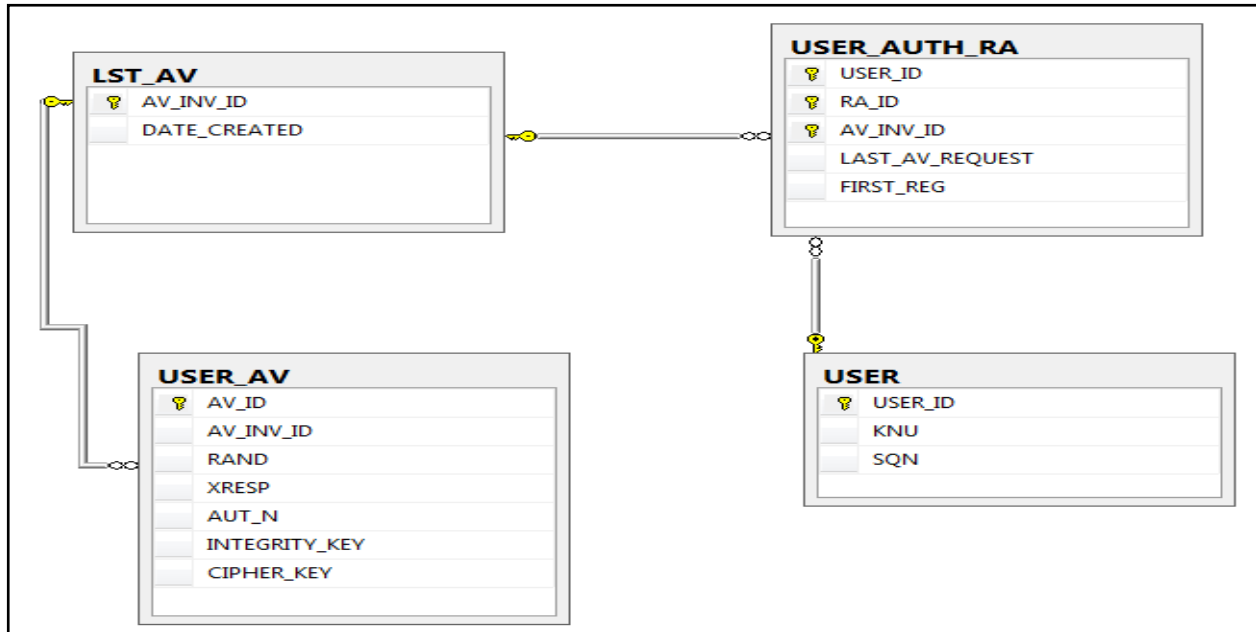 LST_AV
AV_INV_ID
DATE_CREATED
USER_AUTH_RA
USER_ID
RA_ID
AV_INV_ID
LAST_AV_REQUEST
FIRST_REG
USER_AV
AV_ID
AV_INV_ID
RAND
XRESP
AUT_N
INTEGRITY_KEY
CIPHER_KEY
USER
USER_ID
KNU
SQN